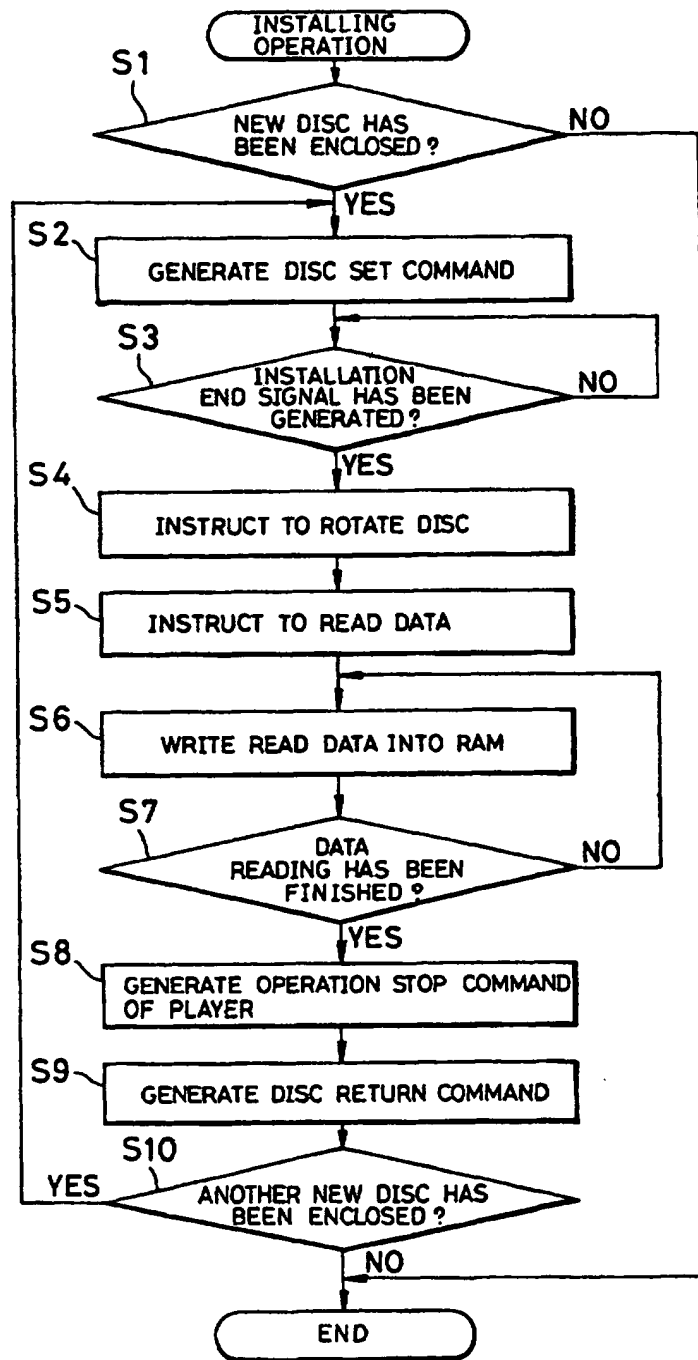 INSTALLING
OPERATION
S1
NEW DISC HAS
BEEN ENCLOSED?
NO
YES
S2
GENERATE DISC SET COMMAND
S3
INSTALLATION
END SIGNAL HAS BEEN
GENERATED?
NO
YES
S4
INSTRUCT TO ROTATE DISC
S5
INSTRUCT TO READ DATA
S6
WRITE READ DATA INTO RAM
S7
DATA
READING HAS BEEN
FINISHED?
NO
YES
S8
GENERATE OPERATION STOP COMMAND
OF PLAYER
S9
GENERATE DISC RETURN COMMAND
S10
YES
ANOTHER NEW DISC HAS
BEEN ENCLOSED?
NO
END